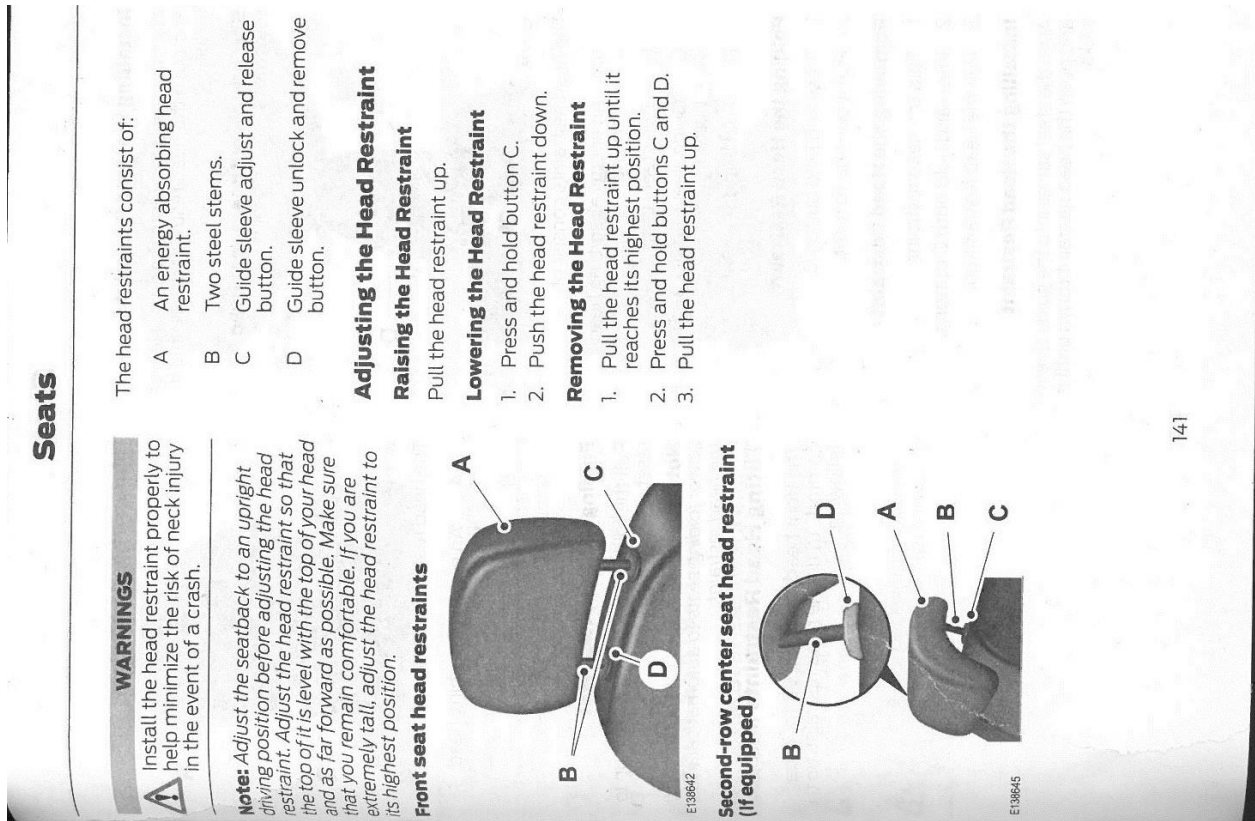 Seats
WARNINGS
Install the head restraint properly to
help minimize the risk of neck injury
in the event of a crash.
Note: Adjust the seatback to an upright
driving position before adjusting the head
restraint. Adjust the head restraint so that
the top of it is level with the top of your head
and as far forward as possible. Make sure
that you remain comfortable. If you are
extremely tall, adjust the head restraint to
its highest position.
Front seat head restraints
A
B
C
D
E138642
Second-row center seat head restraint
(If equipped)
B
D
A
B
C
E138645
The head restraints consist of:
A An energy absorbing head
restraint.
B Two steel stems.
C Guide sleeve adjust and release
button.
D Guide sleeve unlock and remove
button.
Adjusting the Head Restraint
Raising the Head Restraint
Pull the head restraint up.
Lowering the Head Restraint
1. Press and hold button C.
2. Push the head restraint down.
Removing the Head Restraint
1. Pull the head restraint up until it
reaches its highest position.
2. Press and hold buttons C and D.
3. Pull the head restraint up.
141